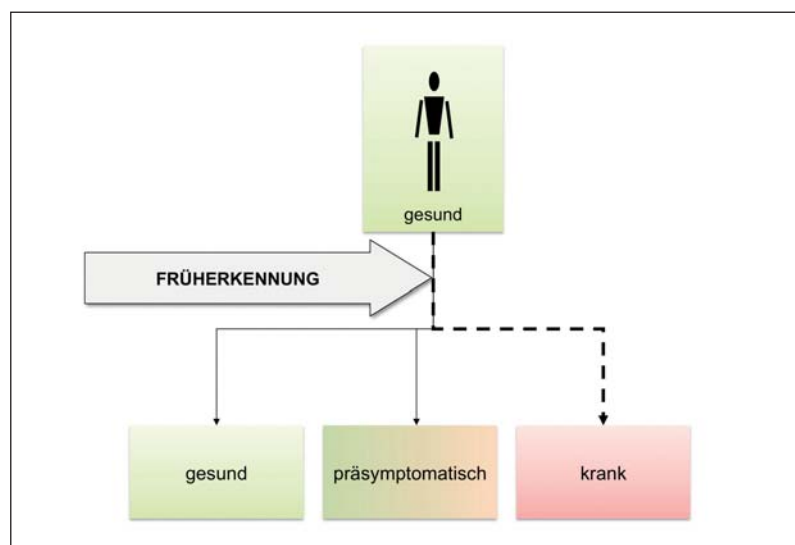 gesund
FRÜHERKENNUNG
gesund
präsymptomatisch
krank